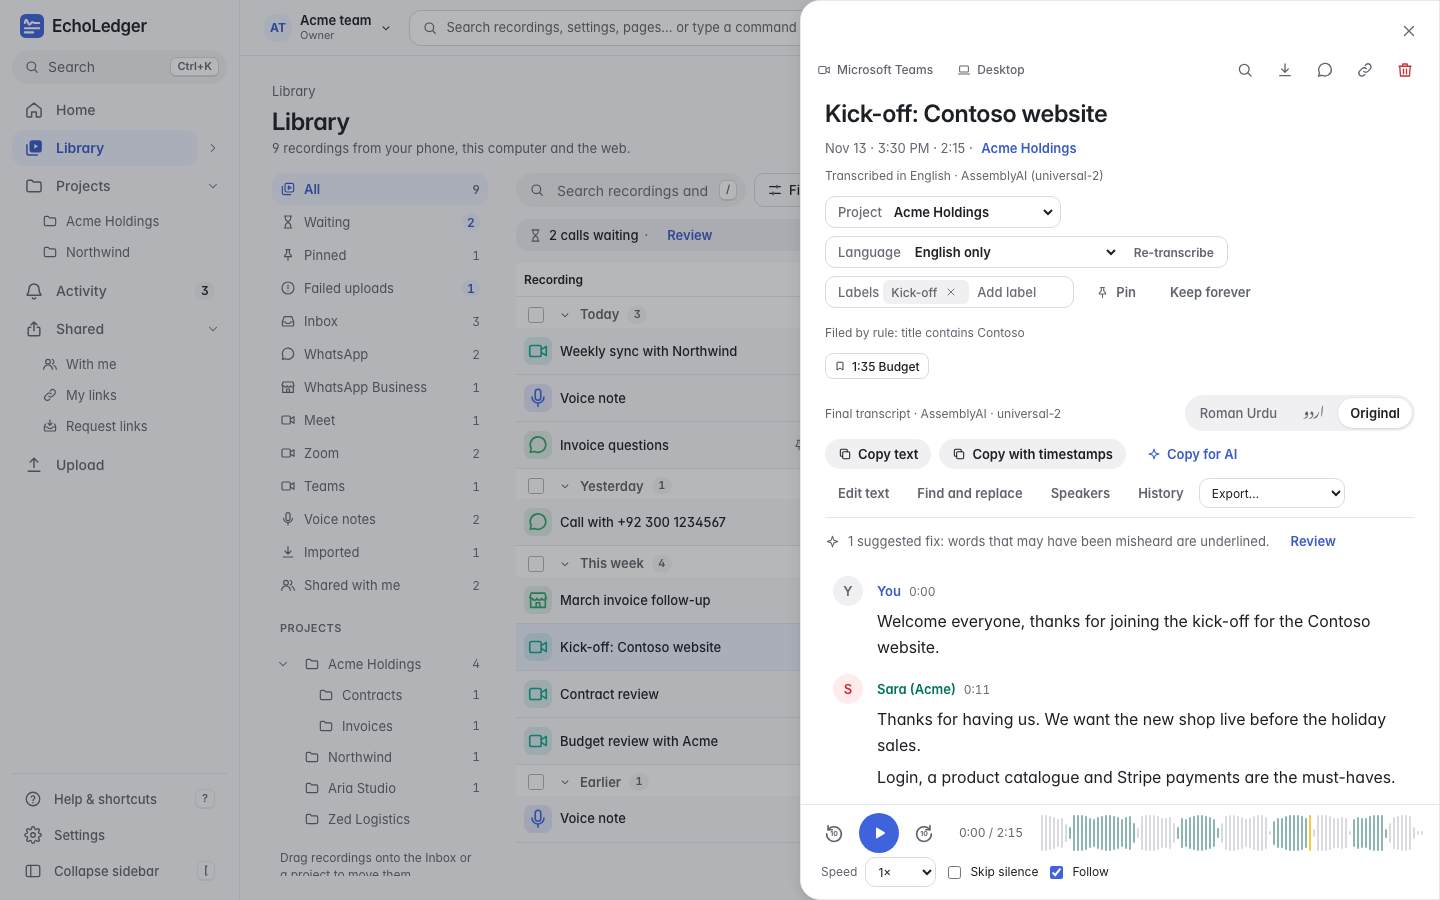 EchoLedger
Search
Ctrl+K
Home
Library
Projects
Acme Holdings
Northwind
Activity
3
Shared
With me
My links
Request links
Upload
Help & shortcuts
?
Settings
Collapse sidebar
[
AT
Acme team
Owner
Search recordings, settings, pages... or type a command
Library
Library
9 recordings from your phone, this computer and the web.
All 9
Waiting 2
Pinned 1
Failed uploads 1
Inbox 3
WhatsApp 2
WhatsApp Business 1
Meet 1
Zoom 2
Teams 1
Voice notes 2
Imported 1
Shared with me 2
PROJECTS
Acme Holdings 4
Contracts 1
Invoices 1
Northwind 1
Aria Studio 1
Zed Logistics
Drag recordings onto the Inbox or
a project to move them
Search recordings and
/
2 calls waiting ·
Review
Recording
Today 3
Weekly sync with Northwind
Voice note
Invoice questions
Yesterday 1
Call with +92 300 1234567
This week 4
March invoice follow-up
Kick-off: Contoso website
Contract review
Budget review with Acme
Earlier 1
Voice note
Microsoft Teams
Desktop
Kick-off: Contoso website
Nov 13 · 3:30 PM · 2:15 · Acme Holdings
Transcribed in English · AssemblyAI (universal-2)
Project Acme Holdings
Language English only Re-transcribe
Labels Kick-off Add label Pin Keep forever
Filed by rule: title contains Contoso
1:35 Budget
Final transcript · AssemblyAI · universal-2
Roman Urdu اردو Original
Copy text Copy with timestamps Copy for AI
Edit text Find and replace Speakers History Export...
1 suggested fix: words that may have been misheard are underlined. Review
Y
You 0:00
Welcome everyone, thanks for joining the kick-off for the Contoso
website.
S
Sara (Acme) 0:11
Thanks for having us. We want the new shop live before the holiday
sales.
Login, a product catalogue and Stripe payments are the must-haves.
10
10
0:00 / 2:15
Speed 1× Skip silence Follow